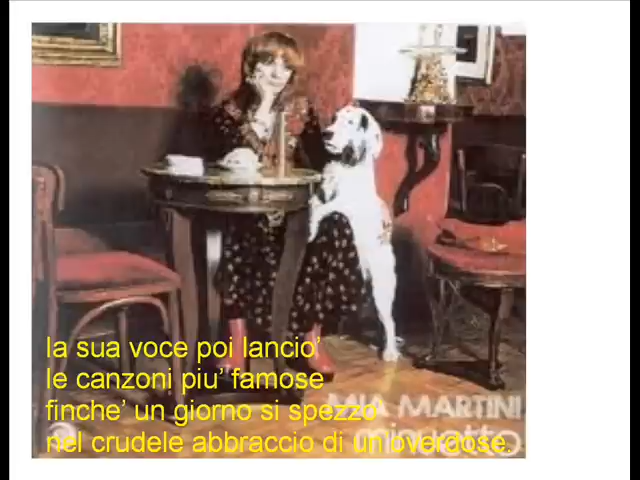 la sua voce poi lancio'
le canzoni piu' famose
finche' un giorno si spezzo'
nel crudele abbraccio di un'overdose.
MIA MARTINI
minuetto